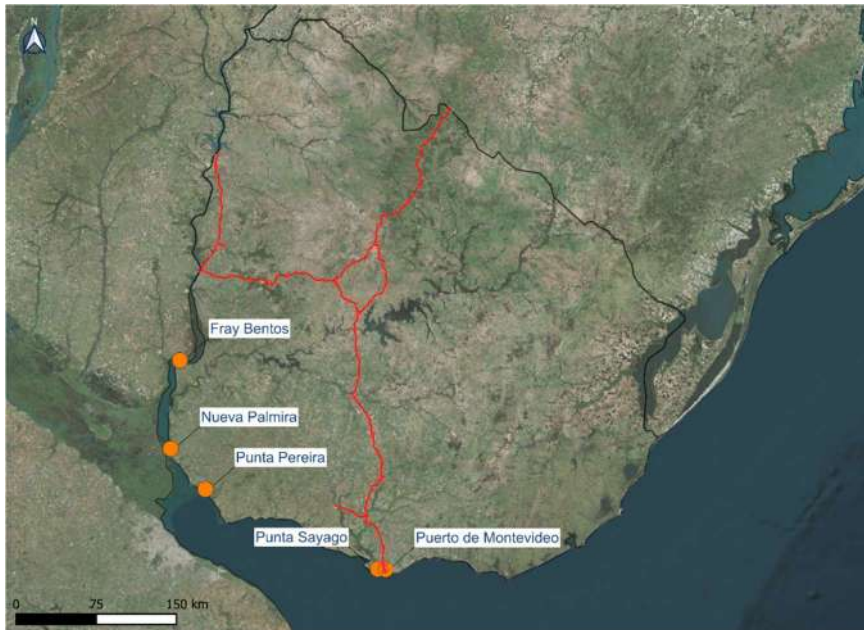 N
Fray Bentos
Nueva Palmira
Punta Pereira
Punta Sayago
Puerto de Montevideo
0 75 150 km